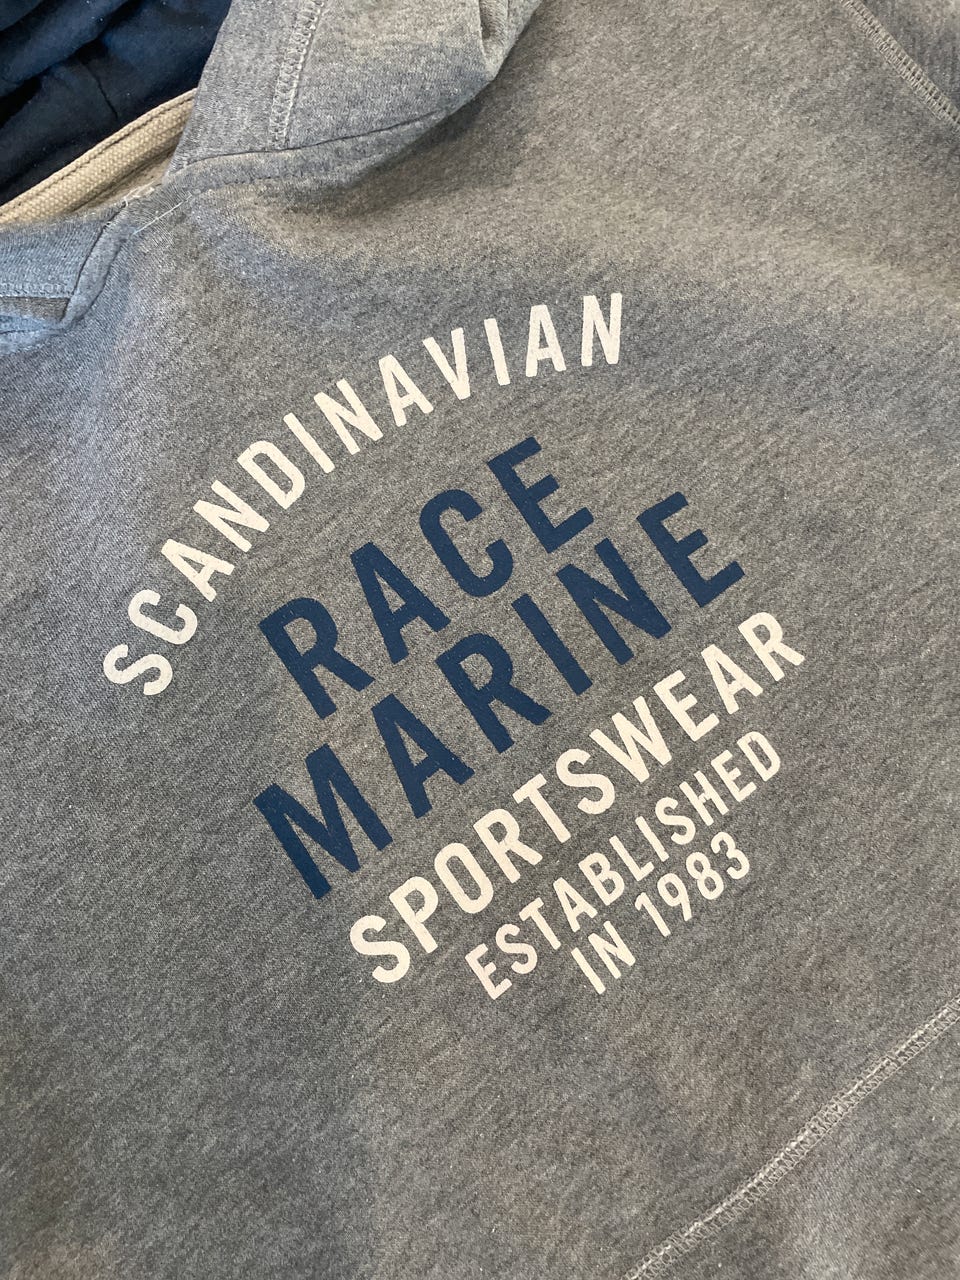 SCANDINAVIAN
RACE
MARINE
SPORTSWEAR
ESTABLISHED
IN 1983